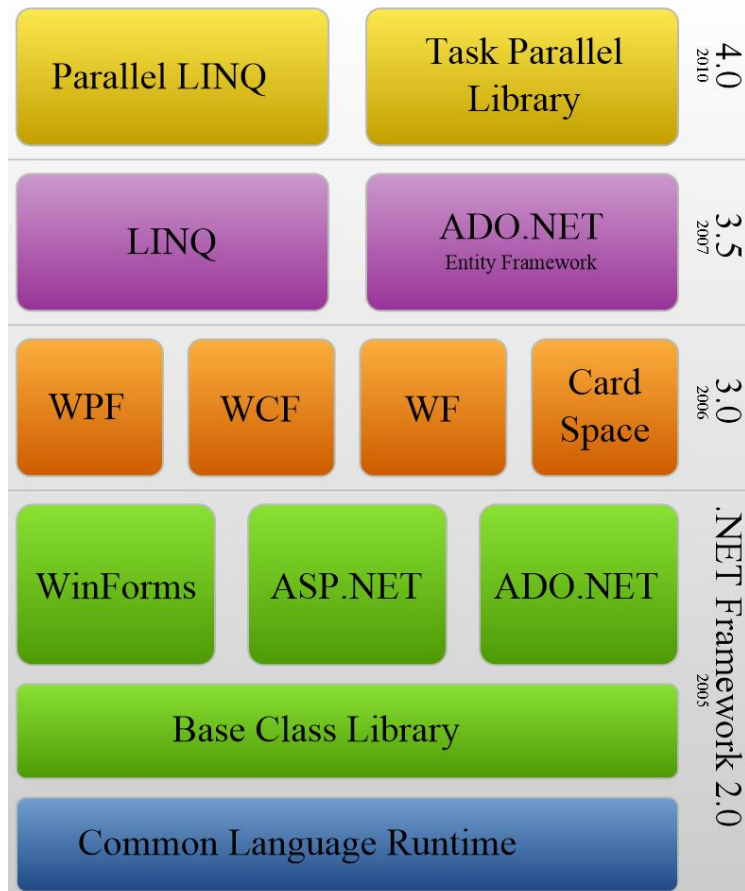 Parallel LINQ
Task Parallel
Library
4.0
2010
LINQ
ADO.NET
Entity Framework
3.5
2007
WPF
WCF
WF
Card
Space
3.0
2006
WinForms
ASP.NET
ADO.NET
Base Class Library
Common Language Runtime
.NET Framework 2.0
2005